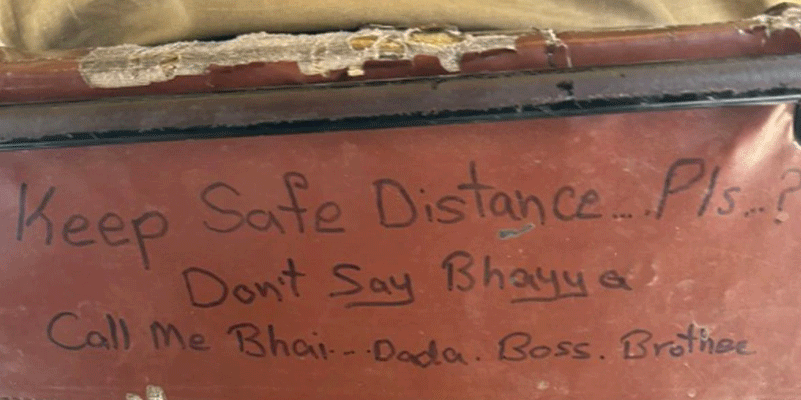 Keep Safe Distance....Pls...?
Don't Say Bhayya
Call Me Bhai...Dada. Boss. Brother